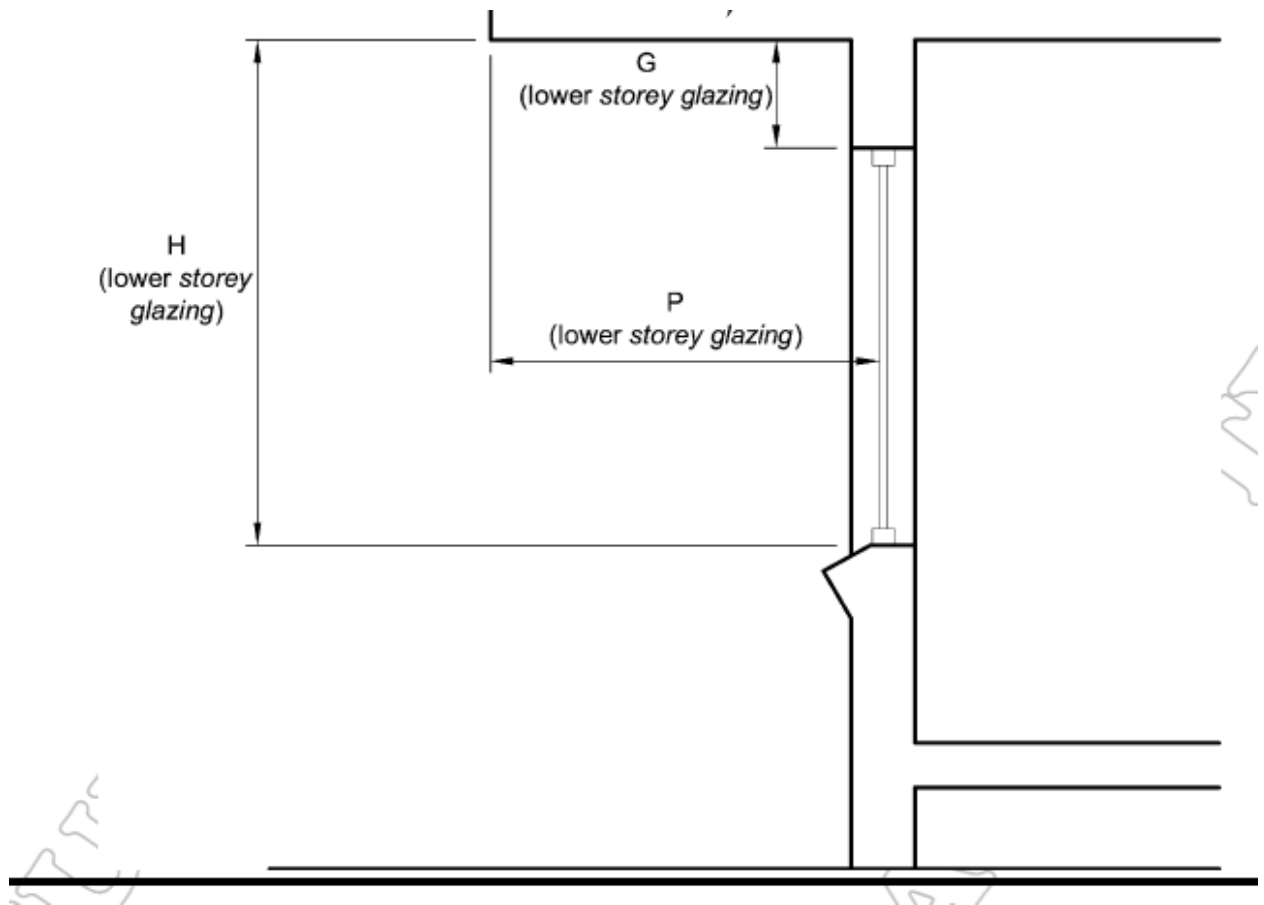 G
(lower storey glazing)
H
(lower storey
glazing)
P
(lower storey glazing)